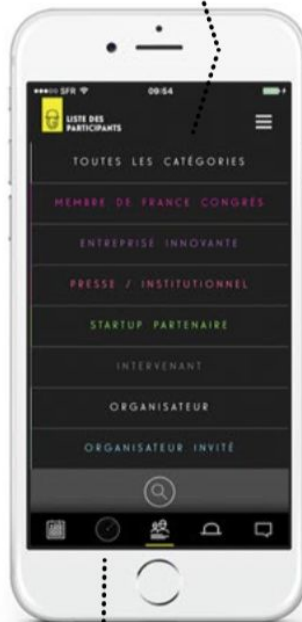 SFR 09:54
LISTE DES
PARTICIPANTS
TOUTES LES CATÉGORIES
MEMBRE DE FRANCE CONGRÈS
ENTREPRISE INNOVANTE
PRESSE / INSTITUTIONNEL
STARTUP PARTENAIRE
INTERVENANT
ORGANISATEUR
ORGANISATEUR INVITÉ